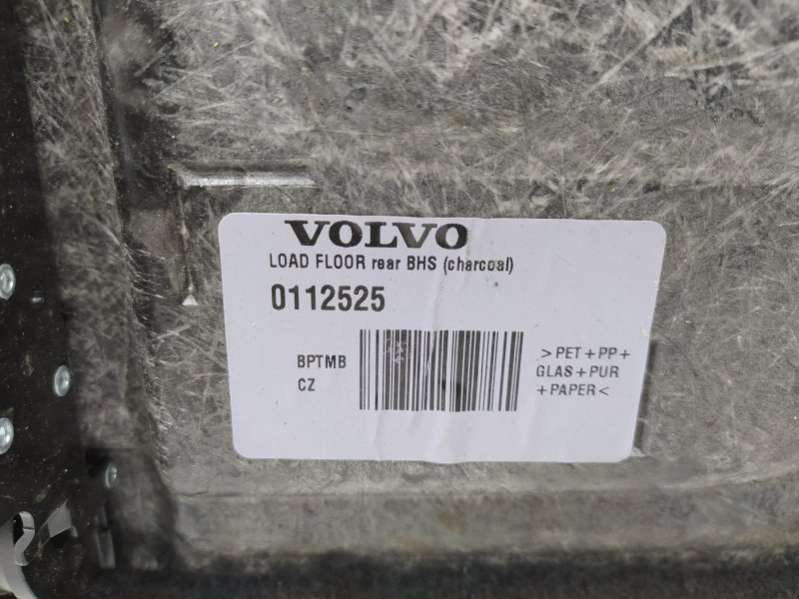 VOLVO
LOAD FLOOR rear BHS (charcoal)
0112525
BPTMB
CZ
>PET+PP+
GLAS+PUR
+PAPER<